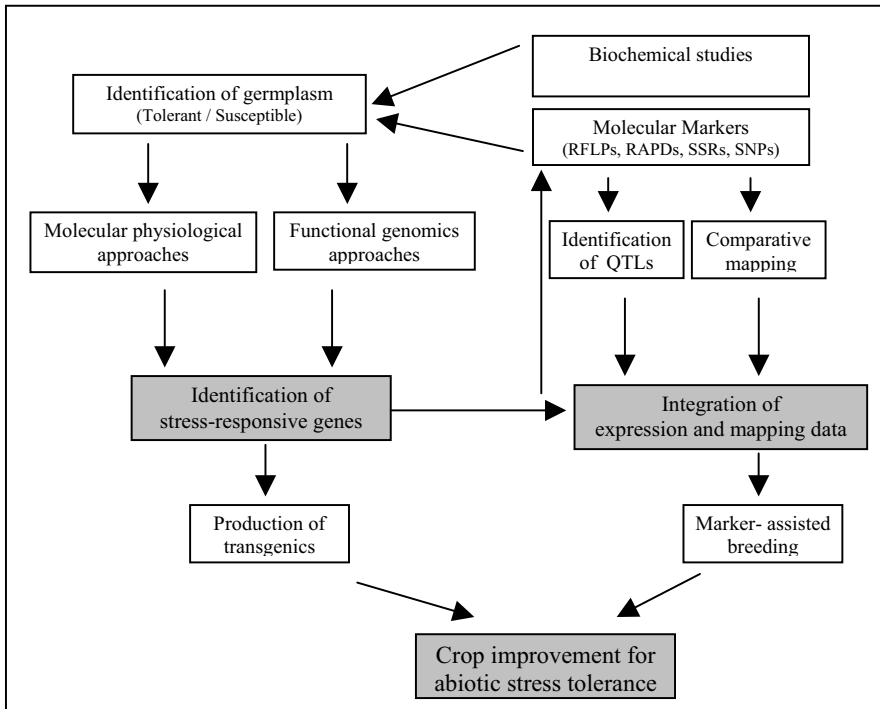 Biochemical studies
Identification of germplasm
(Tolerant / Susceptible)
Molecular Markers
(RFLPs, RAPDs, SSRs, SNPs)
Molecular physiological
approaches
Functional genomics
approaches
Identification
of QTLs
Comparative
mapping
Identification of
stress-responsive genes
Integration of
expression and mapping data
Production of
transgenics
Marker- assisted
breeding
Crop improvement for
abiotic stress tolerance